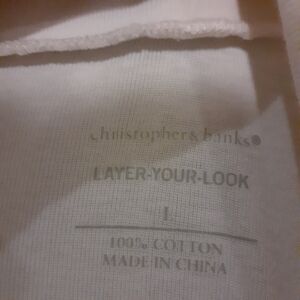 christopher & banks®
LAYER-YOUR-LOOK
L
100% COTTON
MADE IN CHINA